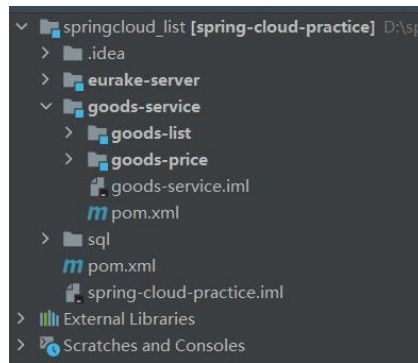 springcloud_list [spring-cloud-practice] D:\sp
.idea
eurake-server
goods-service
goods-list
goods-price
goods-service.iml
m pom.xml
sql
m pom.xml
spring-cloud-practice.iml
External Libraries
Scratches and Consoles